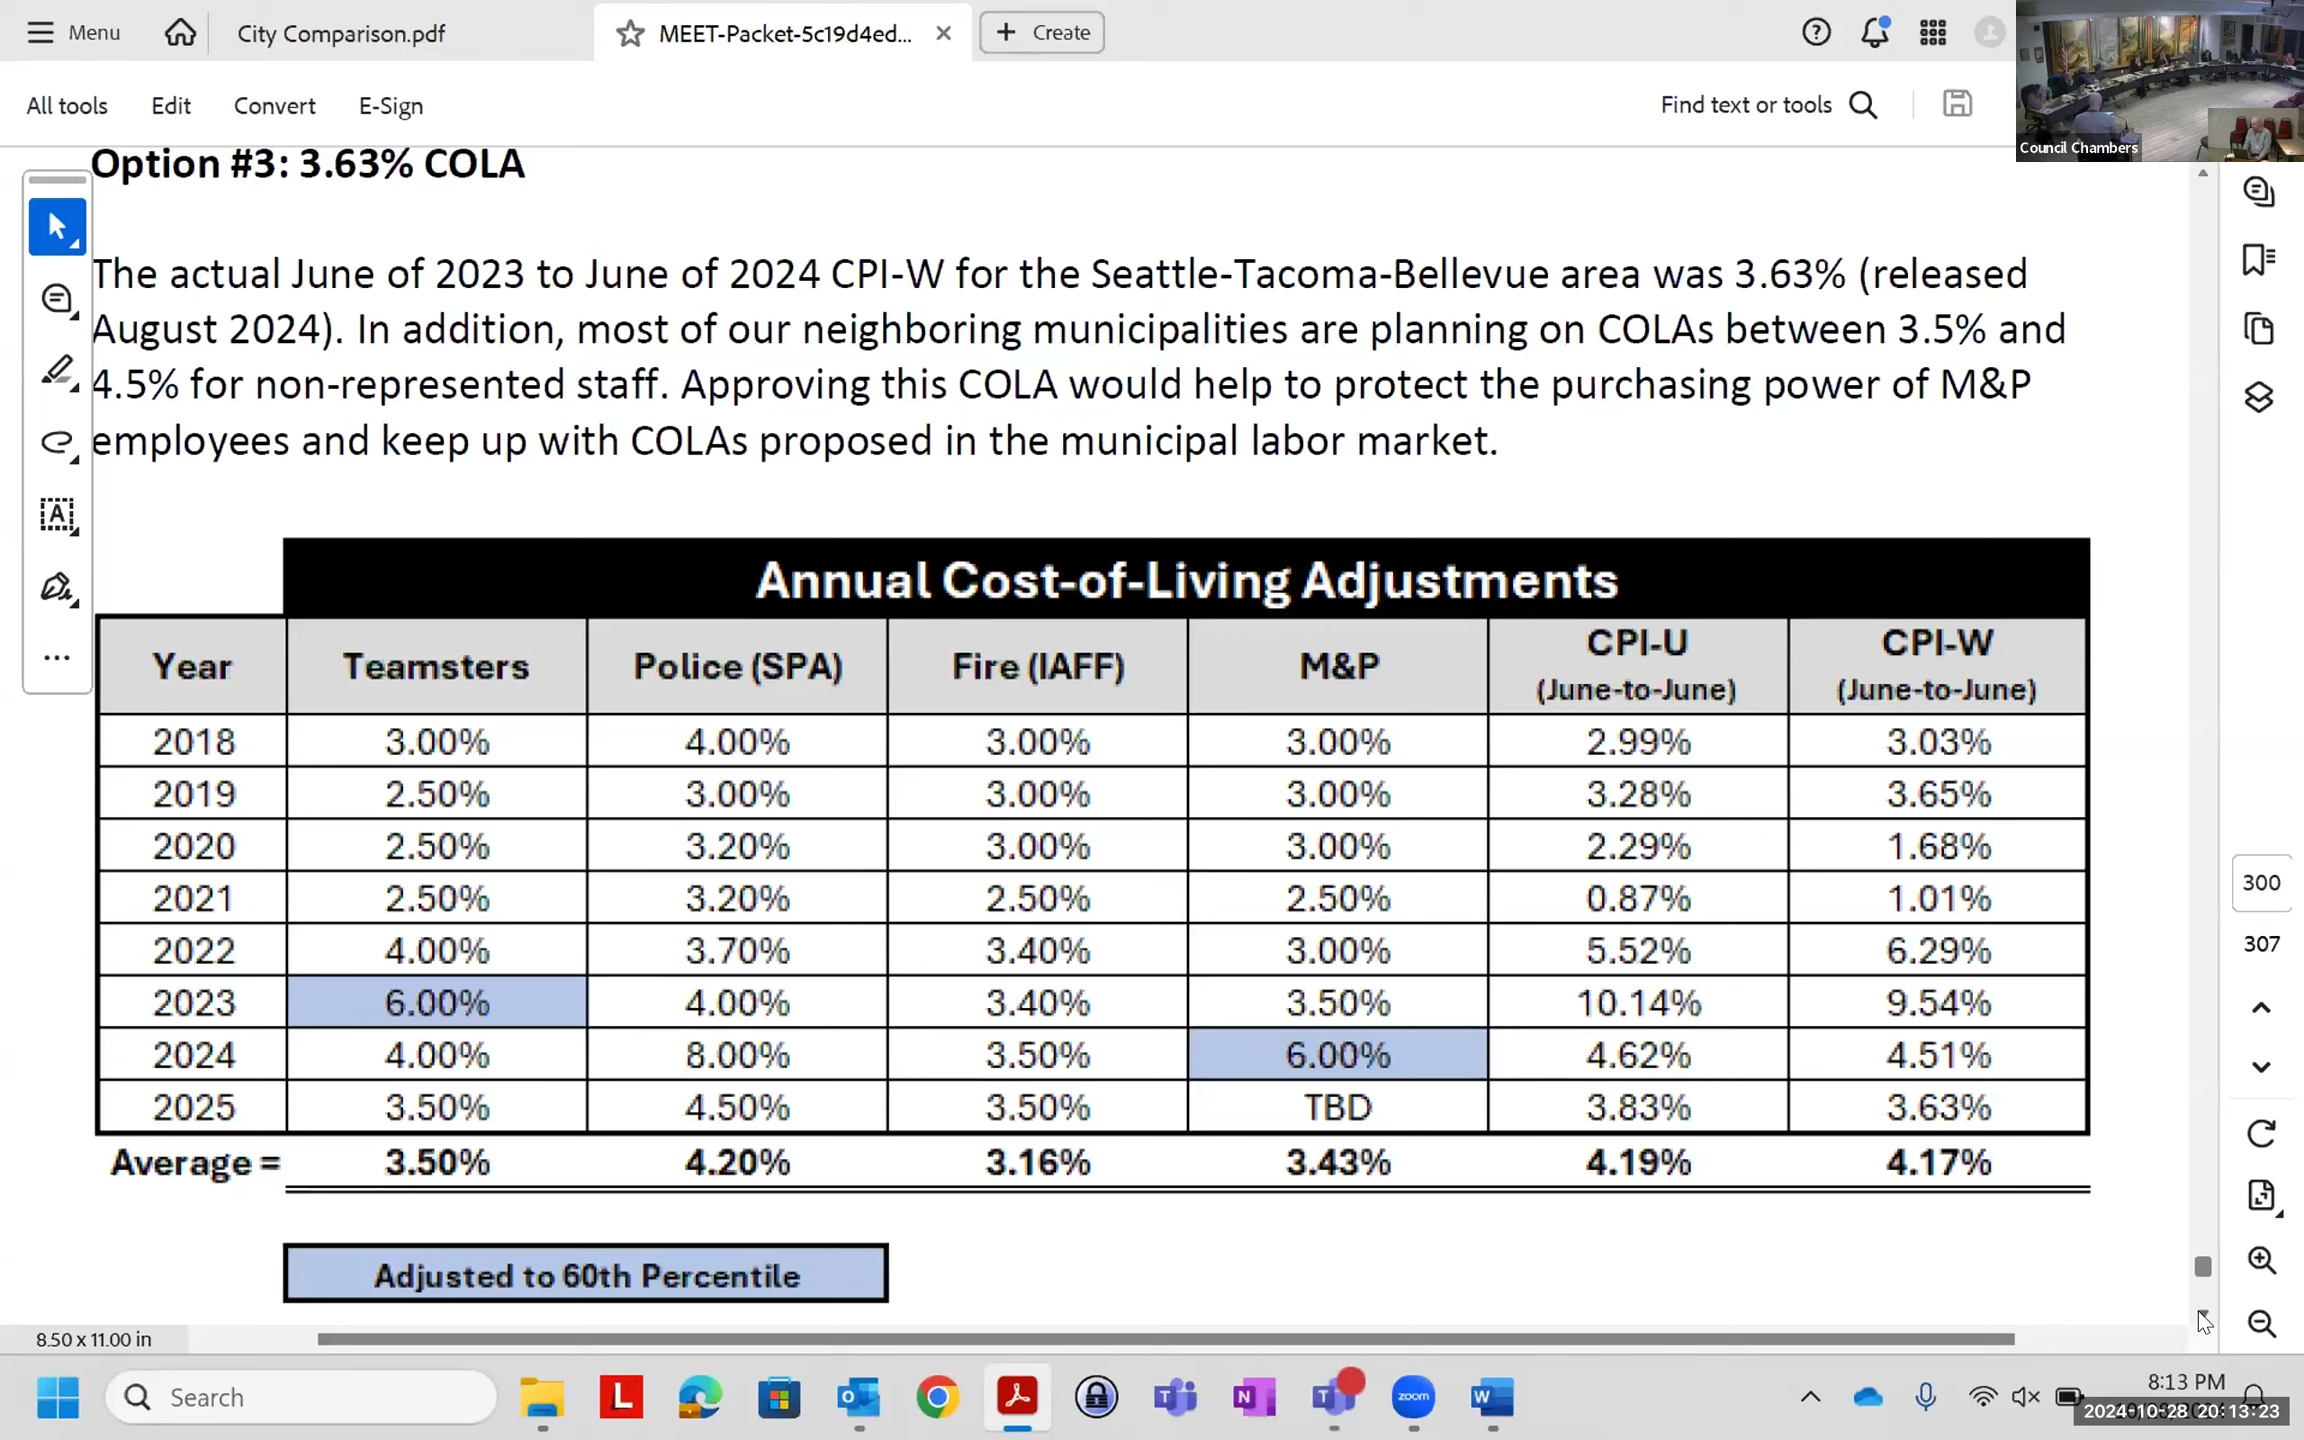 Menu
City Comparison.pdf
MEET-Packet-5c19d4ed...
Create
All tools
Edit
Convert
E-Sign
Find text or tools
Council Chambers
Option #3: 3.63% COLA
The actual June of 2023 to June of 2024 CPI-W for the Seattle-Tacoma-Bellevue area was 3.63% (released
August 2024). In addition, most of our neighboring municipalities are planning on COLAs between 3.5% and
4.5% for non-represented staff. Approving this COLA would help to protect the purchasing power of M&P
employees and keep up with COLAs proposed in the municipal labor market.
Annual Cost-of-Living Adjustments
Year Teamsters Police (SPA) Fire (IAFF) M&P CPI-U (June-to-June) CPI-W (June-to-June)
2018 3.00% 4.00% 3.00% 3.00% 2.99% 3.03%
2019 2.50% 3.00% 3.00% 3.00% 3.28% 3.65%
2020 2.50% 3.20% 3.00% 3.00% 2.29% 1.68%
2021 2.50% 3.20% 2.50% 2.50% 0.87% 1.01%
2022 4.00% 3.70% 3.40% 3.00% 5.52% 6.29%
2023 6.00% 4.00% 3.40% 3.50% 10.14% 9.54%
2024 4.00% 8.00% 3.50% 6.00% 4.62% 4.51%
2025 3.50% 4.50% 3.50% TBD 3.83% 3.63%
Average = 3.50% 4.20% 3.16% 3.43% 4.19% 4.17%
Adjusted to 60th Percentile
300
307
8.50 x 11.00 in
Search
zoom
8:13 PM
2024-10-28 20:13:23